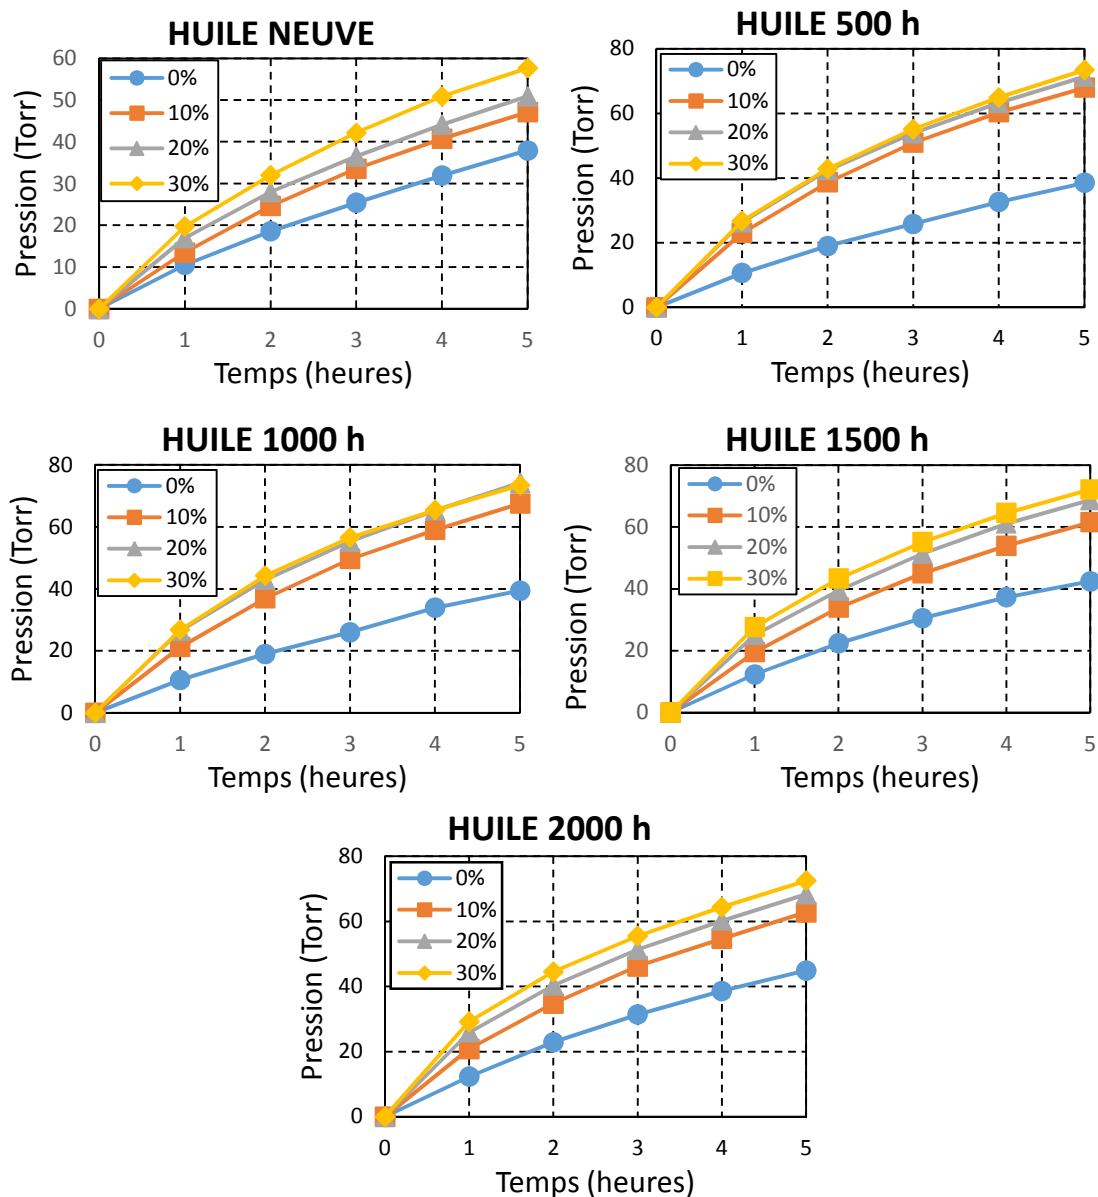 HUILE NEUVE
Pression (Torr)
60
50
40
30
20
10
0
0%
10%
20%
30%
0 1 2 3 4 5
Temps (heures)
HUILE 500 h
Pression (Torr)
80
60
40
20
0
0%
10%
20%
30%
0 1 2 3 4 5
Temps (heures)
HUILE 1000 h
Pression (Torr)
80
60
40
20
0
0%
10%
20%
30%
0 1 2 3 4 5
Temps (heures)
HUILE 1500 h
Pression (Torr)
80
60
40
20
0
0%
10%
20%
30%
0 1 2 3 4 5
Temps (heures)
HUILE 2000 h
Pression (Torr)
80
60
40
20
0
0%
10%
20%
30%
0 1 2 3 4 5
Temps (heures)